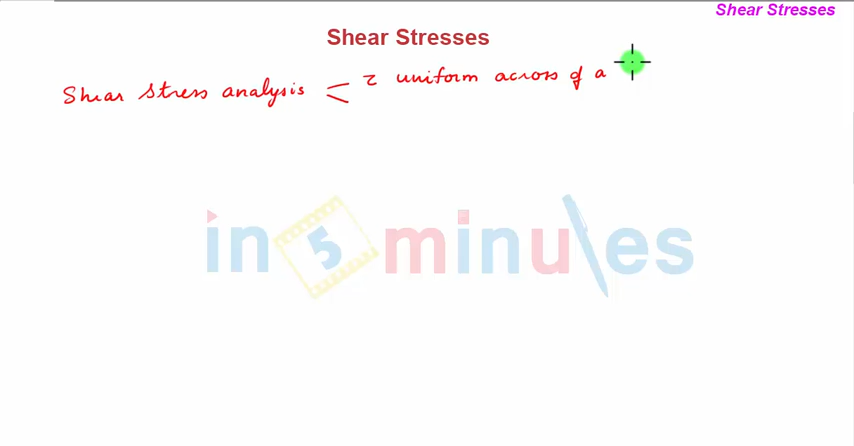 Shear Stresses
Shear Stresses
Shear stress analysis < τ uniform across of a
in 5 minutes